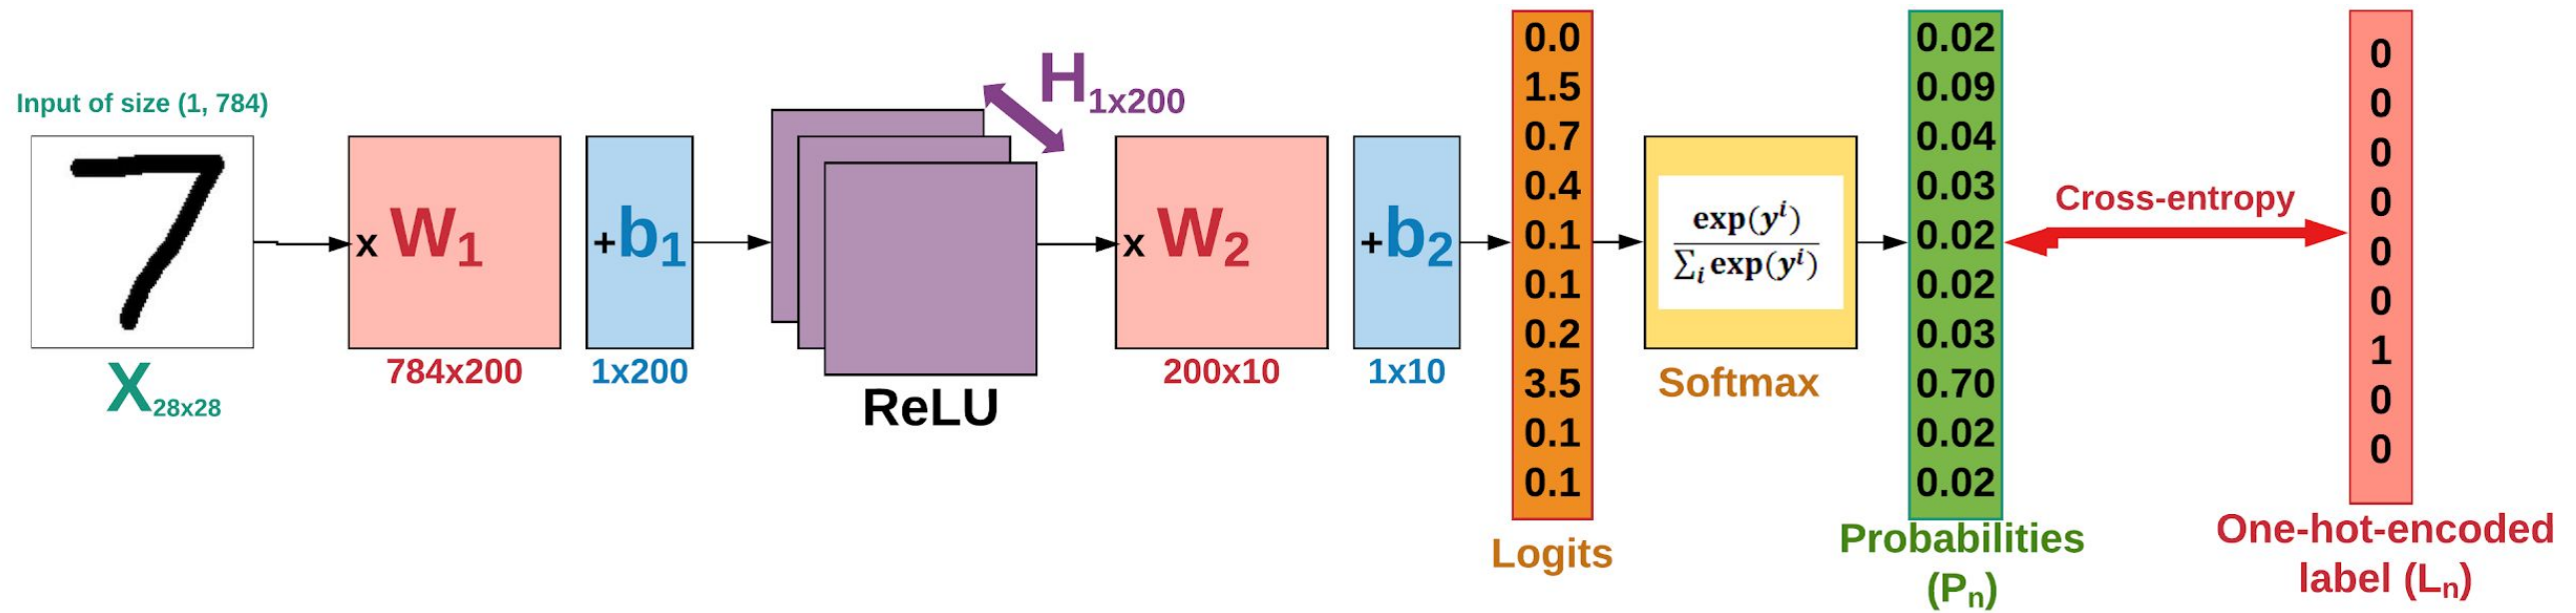 Input of size (1, 784)
7
X28x28
x W1
784x200
+b1
1x200
H1x200
ReLU
x W2
200x10
+b2
1x10
0.0
1.5
0.7
0.4
0.1
0.1
0.2
3.5
0.1
0.1
Logits
exp(yⁱ)
∑ᵢ exp(yⁱ)
Softmax
0.02
0.09
0.04
0.03
0.02
0.02
0.03
0.70
0.02
0.02
Probabilities
(Pn)
Cross-entropy
0
0
0
0
0
0
1
0
0
One-hot-encoded
label (Ln)